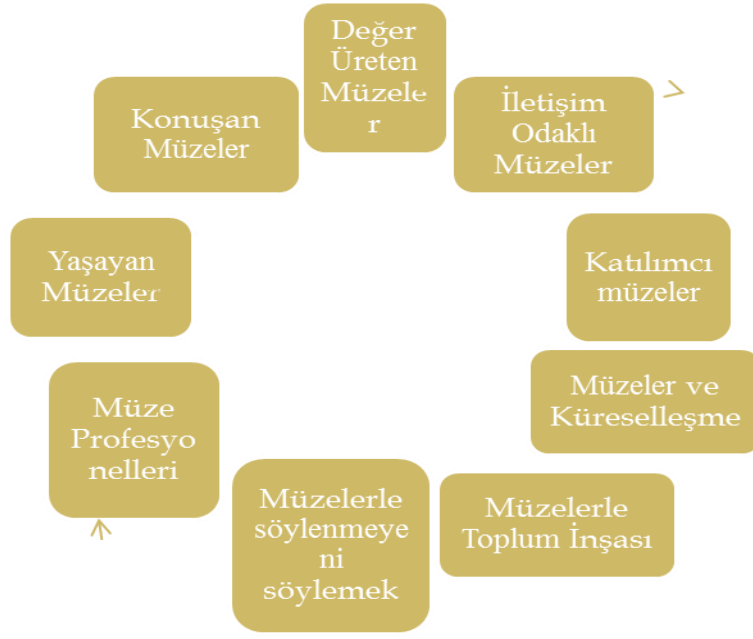 Değer
Üreten
Müzele
r
İletişim
Odaklı
Müzeler
Katılımcı
müzeler
Müzeler ve
Küreselleşme
Müzelerle
Toplum İnşası
Müzelerle
söylenmeye
ni
söylemek
Müze
Profesyo
nelleri
Yaşayan
Müzeler
Konuşan
Müzeler